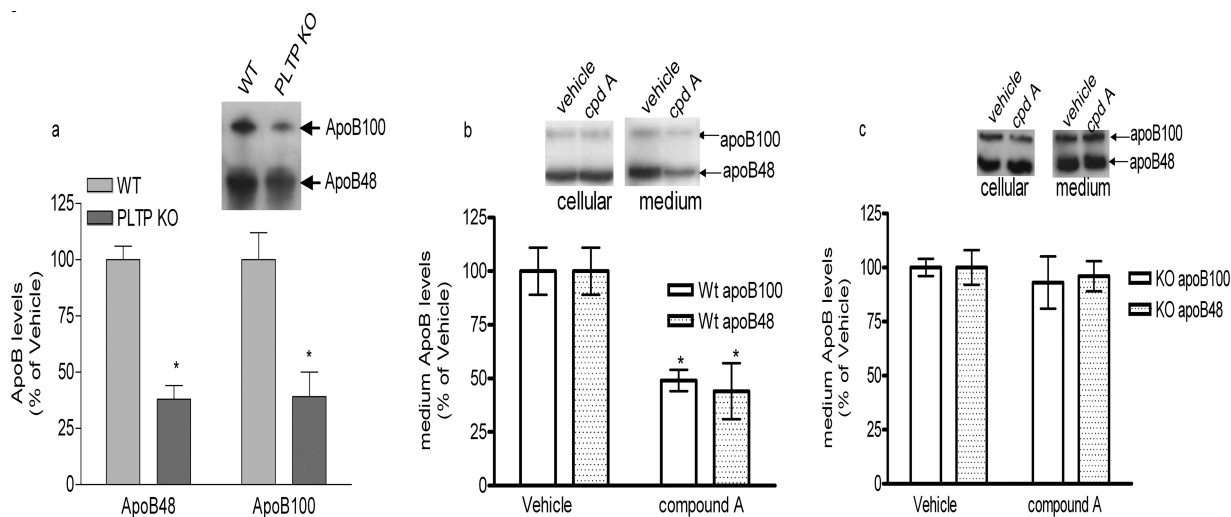 a
WT
PLTP KO
WT
PLTP KO
ApoB100
ApoB48
ApoB levels
(% of Vehicle)
125
100
75
50
25
0
*
*
ApoB48
ApoB100
b
vehicle
cpd A
vehicle
cpd A
apoB100
apoB48
cellular
medium
medium ApoB levels
(% of Vehicle)
125
100
75
50
25
0
Wt apoB100
Wt apoB48
*
*
Vehicle
compound A
c
vehicle
cpd A
vehicle
cpd A
apoB100
apoB48
cellular
medium
medium ApoB levels
(% of Vehicle)
125
100
75
50
25
0
KO apoB100
KO apoB48
Vehicle
compound A